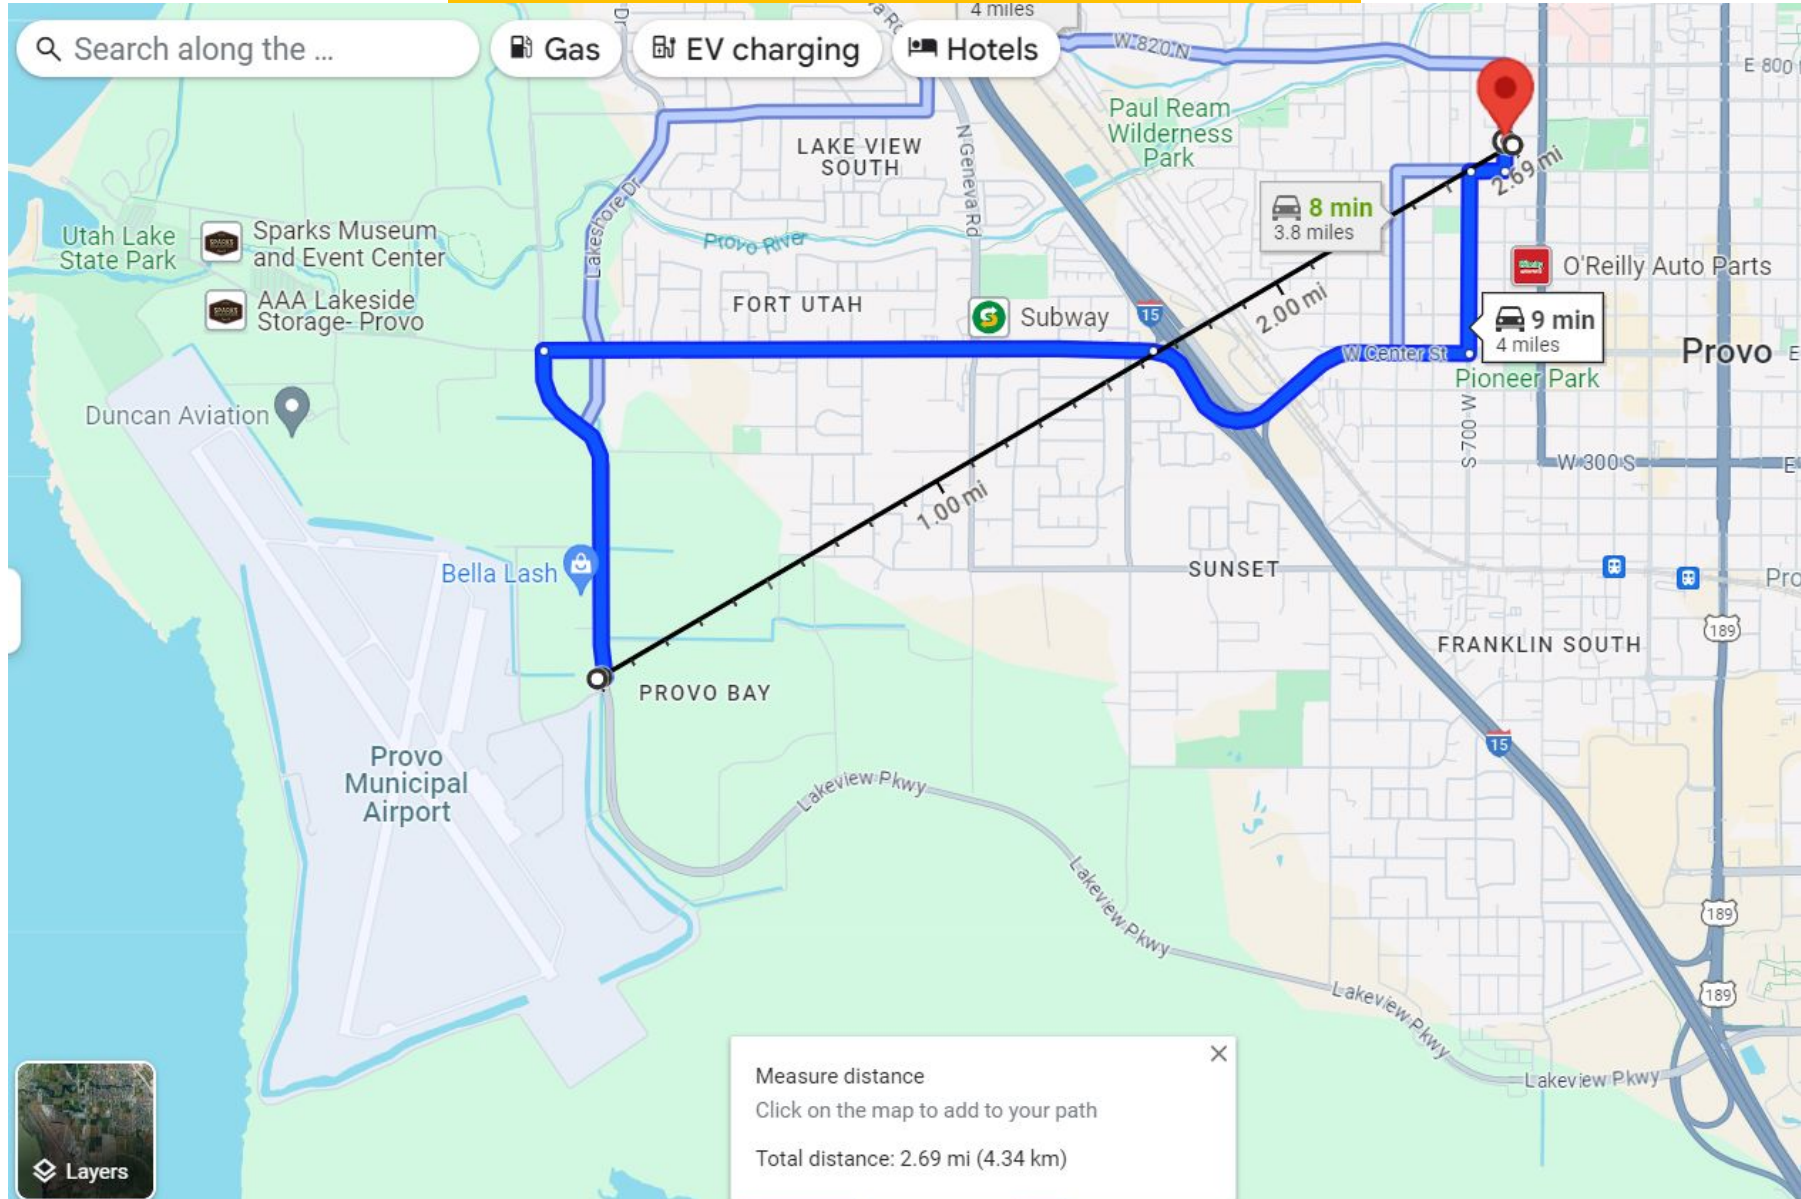 4 miles
Search along the ...
Gas
EV charging
Hotels
W 820 N
E 800
Paul Ream
Wilderness
Park
LAKE VIEW
SOUTH
N Geneva Rd
Lakeshore Dr
2.69 mi
8 min
3.8 miles
Utah Lake
State Park
Sparks Museum
and Event Center
Provo River
O'Reilly Auto Parts
AAA Lakeside
Storage- Provo
FORT UTAH
Subway
15
2.00 mi
9 min
4 miles
W Center St
Provo
E
Pioneer Park
Duncan Aviation
S 700 W
W 300 S
E
1.00 mi
Bella Lash
SUNSET
Pro
189
FRANKLIN SOUTH
PROVO BAY
15
Provo
Municipal
Airport
Lakeview Pkwy
Lakeview Pkwy
189
189
Lakeview Pkwy
Lakeview Pkwy
Measure distance
Click on the map to add to your path
Total distance: 2.69 mi (4.34 km)
Layers